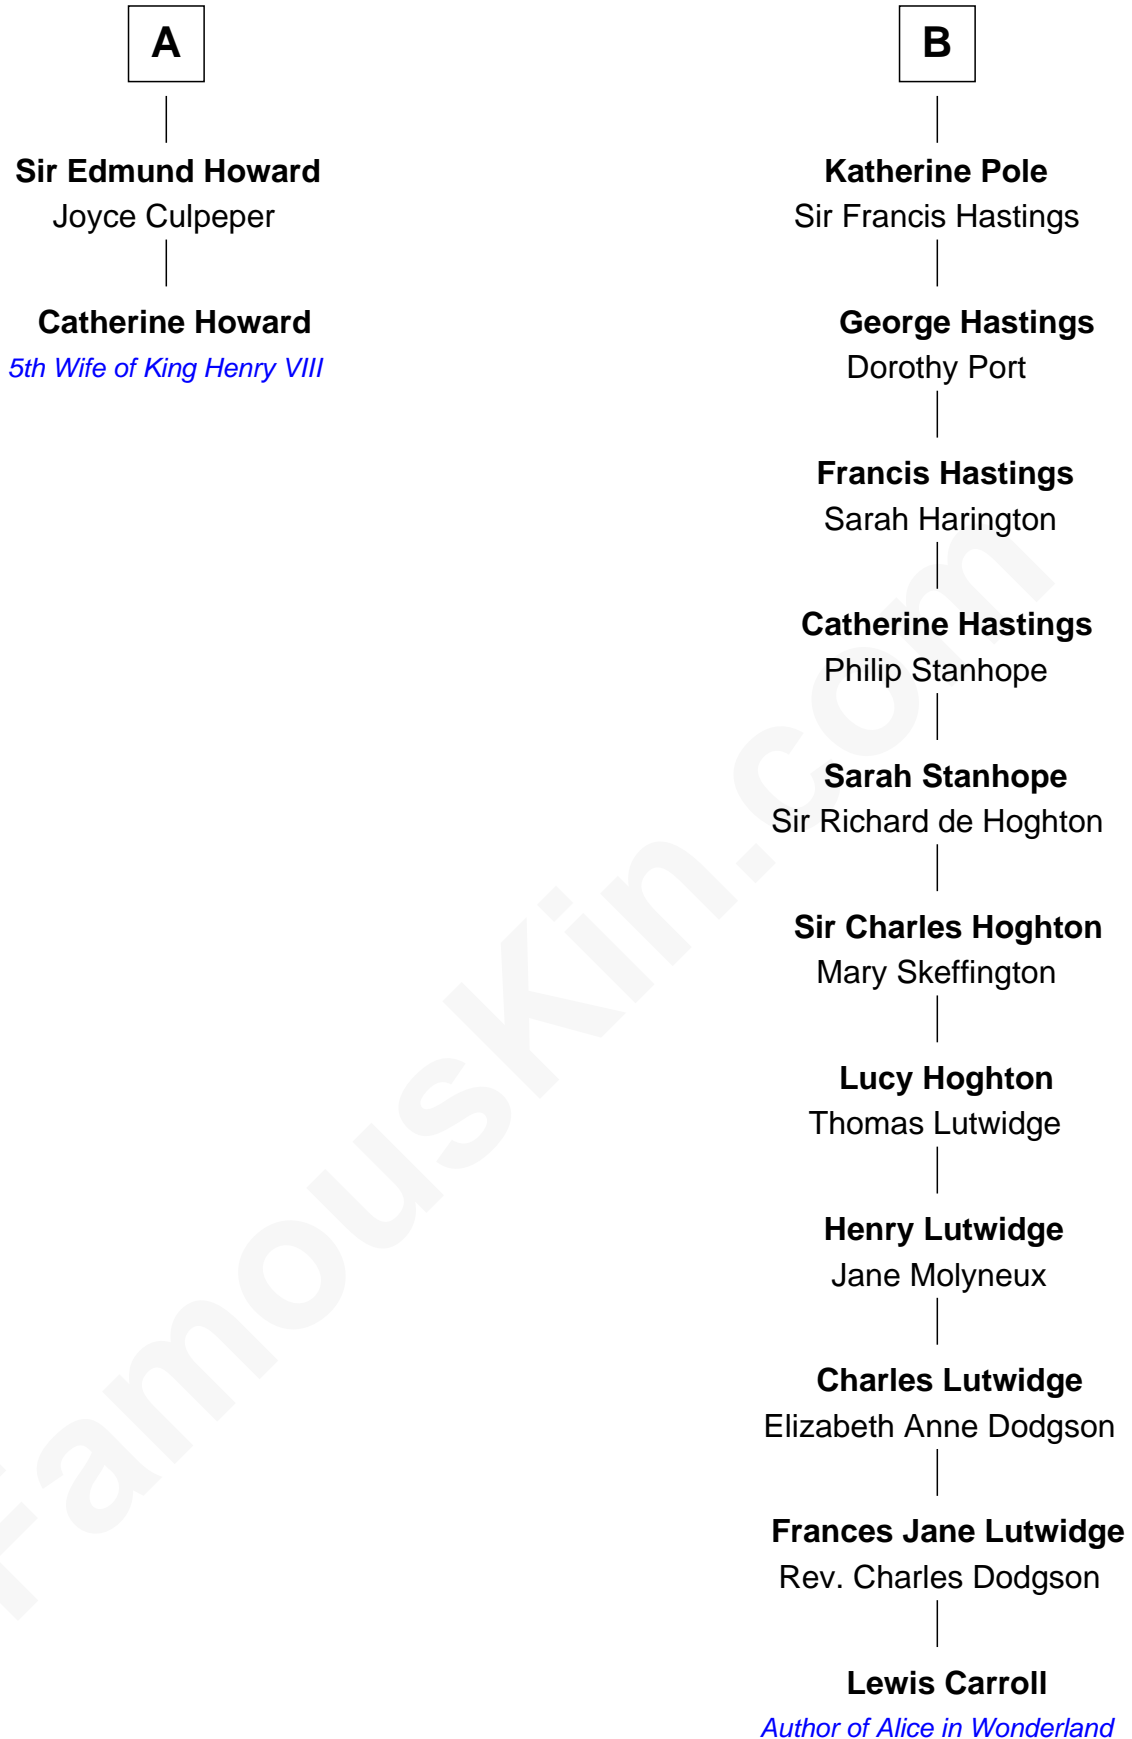 A
Sir Edmund Howard
Joyce Culpeper
Catherine Howard
5th Wife of King Henry VIII
B
Katherine Pole
Sir Francis Hastings
George Hastings
Dorothy Port
Francis Hastings
Sarah Harington
Catherine Hastings
Philip Stanhope
Sarah Stanhope
Sir Richard de Hoghton
Sir Charles Hoghton
Mary Skeffington
Lucy Hoghton
Thomas Lutwidge
Henry Lutwidge
Jane Molyneux
Charles Lutwidge
Elizabeth Anne Dodgson
Frances Jane Lutwidge
Rev. Charles Dodgson
Lewis Carroll
Author of Alice in Wonderland
FamousKin.com